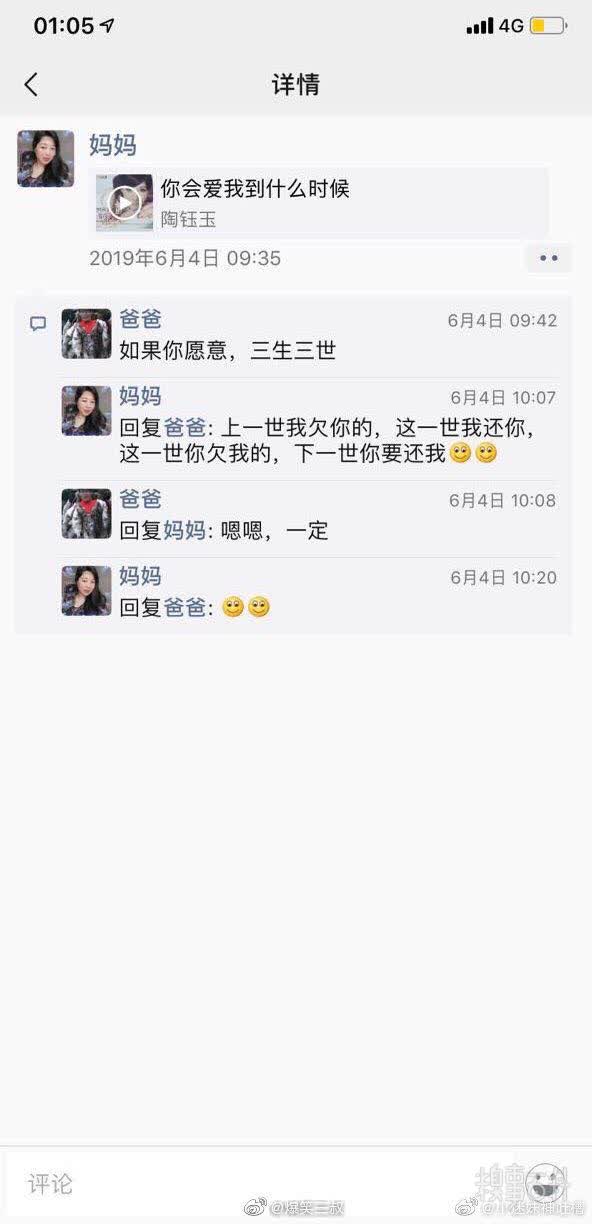 01:05
4G
详情
妈妈
你会爱我到什么时候
陶钰玉
2019年6月4日 09:35
爸爸
6月4日 09:42
如果你愿意，三生三世
妈妈
6月4日 10:07
回复爸爸: 上一世我欠你的，这一世我还你，
这一世你欠我的，下一世你要还我
爸爸
6月4日 10:08
回复妈妈: 嗯嗯，一定
妈妈
6月4日 10:20
回复爸爸:
评论
@爆笑三叔